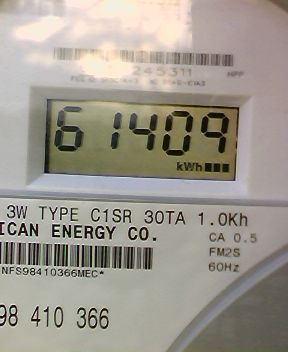 245311 HPP
61409
kWh
3W TYPE C1SR 30TA 1.0Kh
ICAN ENERGY CO.
CA 0.5
FM2S
60Hz
NFS98410366MEC*
98 410 366